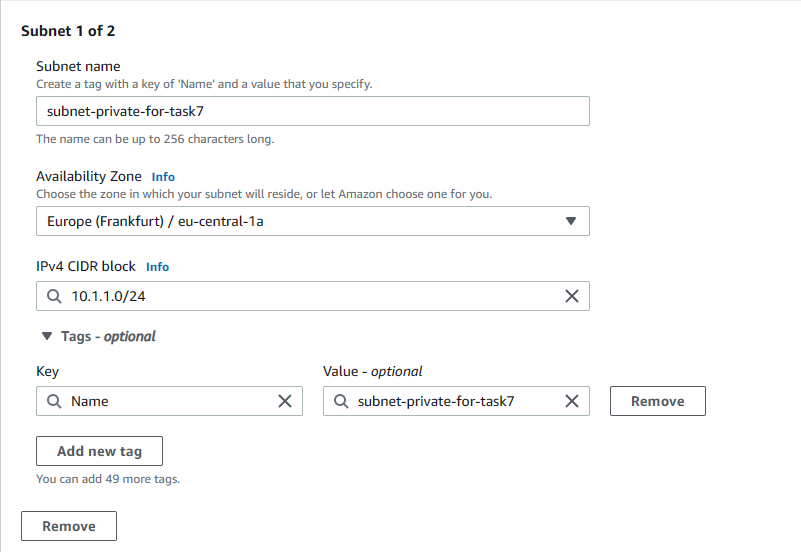 Subnet 1 of 2
Subnet name
Create a tag with a key of 'Name' and a value that you specify.
subnet-private-for-task7
The name can be up to 256 characters long.
Availability Zone Info
Choose the zone in which your subnet will reside, or let Amazon choose one for you.
Europe (Frankfurt) / eu-central-1a
IPv4 CIDR block Info
10.1.1.0/24
Tags - optional
Key Value - optional
Name subnet-private-for-task7 Remove
Add new tag
You can add 49 more tags.
Remove